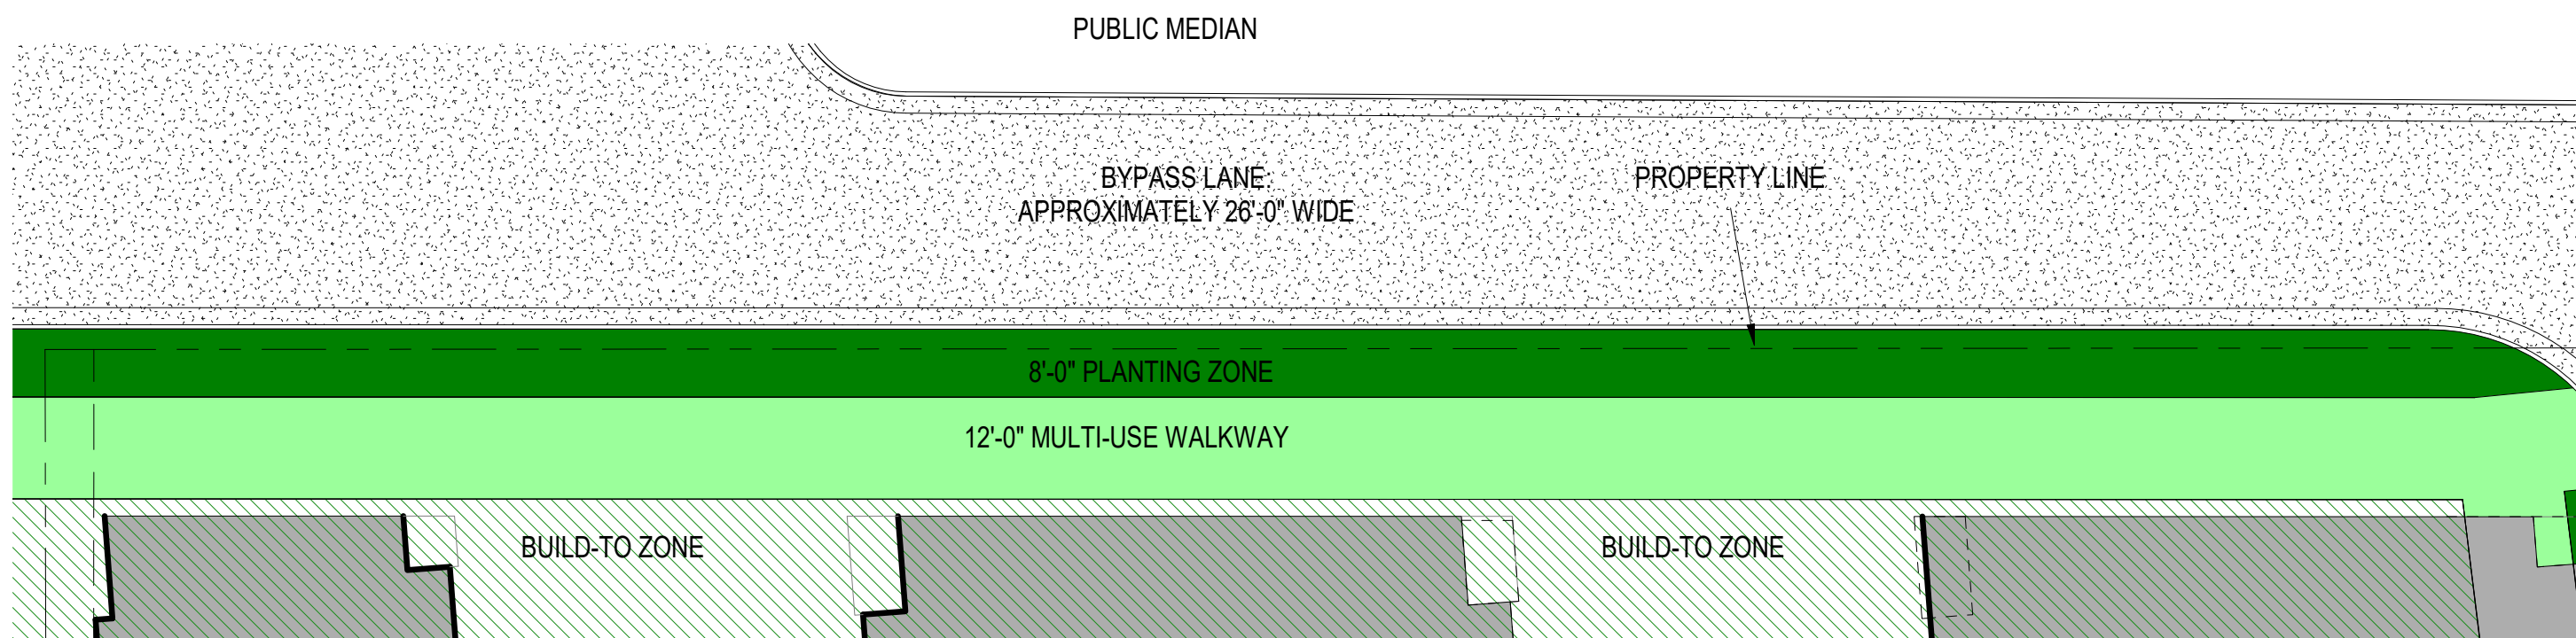 PUBLIC MEDIAN
BYPASS LANE:
APPROXIMATELY 26'-0" WIDE
PROPERTY LINE
8'-0" PLANTING ZONE
12'-0" MULTI-USE WALKWAY
BUILD-TO ZONE
BUILD-TO ZONE